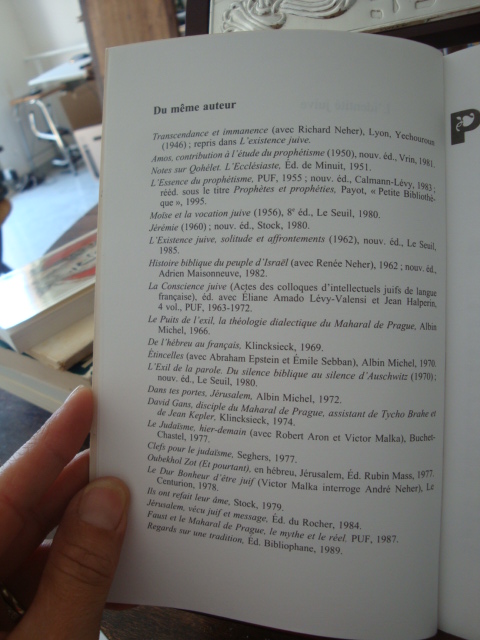 Du même auteur
Transcendance et immanence (avec Richard Neher), Lyon, Yechouroun
(1946) ; repris dans L'existence juive.
Amos, contribution à l'étude du prophétisme (1950), nouv. éd., Vrin, 1981.
Notes sur Qohélet. L'Ecclésiaste, Éd. de Minuit, 1951.
L'Essence du prophétisme, PUF, 1955 ; nouv. éd., Calmann-Lévy, 1983 ;
rééd. sous le titre Prophètes et prophéties, Payot, « Petite Bibliothè-
que », 1995.
Moïse et la vocation juive (1956), 8e éd., Le Seuil, 1980.
Jérémie (1960) ; nouv. éd., Stock, 1980.
L'Existence juive, solitude et affrontements (1962), nouv. éd., Le Seuil,
1985.
Histoire biblique du peuple d'Israël (avec Renée Neher), 1962 ; nouv. éd.,
Adrien Maisonneuve, 1982.
La Conscience juive (Actes des colloques d'intellectuels juifs de langue
française), éd. avec Éliane Amado Lévy-Valensi et Jean Halperin,
4 vol., PUF, 1963-1972.
Le Puits de l'exil, la théologie dialectique du Maharal de Prague, Albin
Michel, 1966.
De l'hébreu au français, Klincksieck, 1969.
Étincelles (avec Abraham Epstein et Émile Sebban), Albin Michel, 1970.
L'Exil de la parole. Du silence biblique au silence d'Auschwitz (1970) ;
nouv. éd., Le Seuil, 1980.
Dans tes portes, Jérusalem, Albin Michel, 1972.
David Gans, disciple du Maharal de Prague, assistant de Tycho Brahe et
de Jean Kepler, Klincksieck, 1974.
Le Judaïsme, hier-demain (avec Robert Aron et Victor Malka), Buchet-
Chastel, 1977.
Clefs pour le judaïsme, Seghers, 1977.
Oubekhol Zot (Et pourtant), en hébreu, Jérusalem, Éd. Rubin Mass, 1977.
Le Dur Bonheur d'être juif (Victor Malka interroge André Neher), Le
Centurion, 1978.
Ils ont refait leur âme, Stock, 1979.
Jérusalem, vécu juif et message, Éd. du Rocher, 1984.
Faust et le Maharal de Prague, le mythe et le réel. PUF, 1987.
Regards sur une tradition, Éd. Bibliophane, 1989.
P